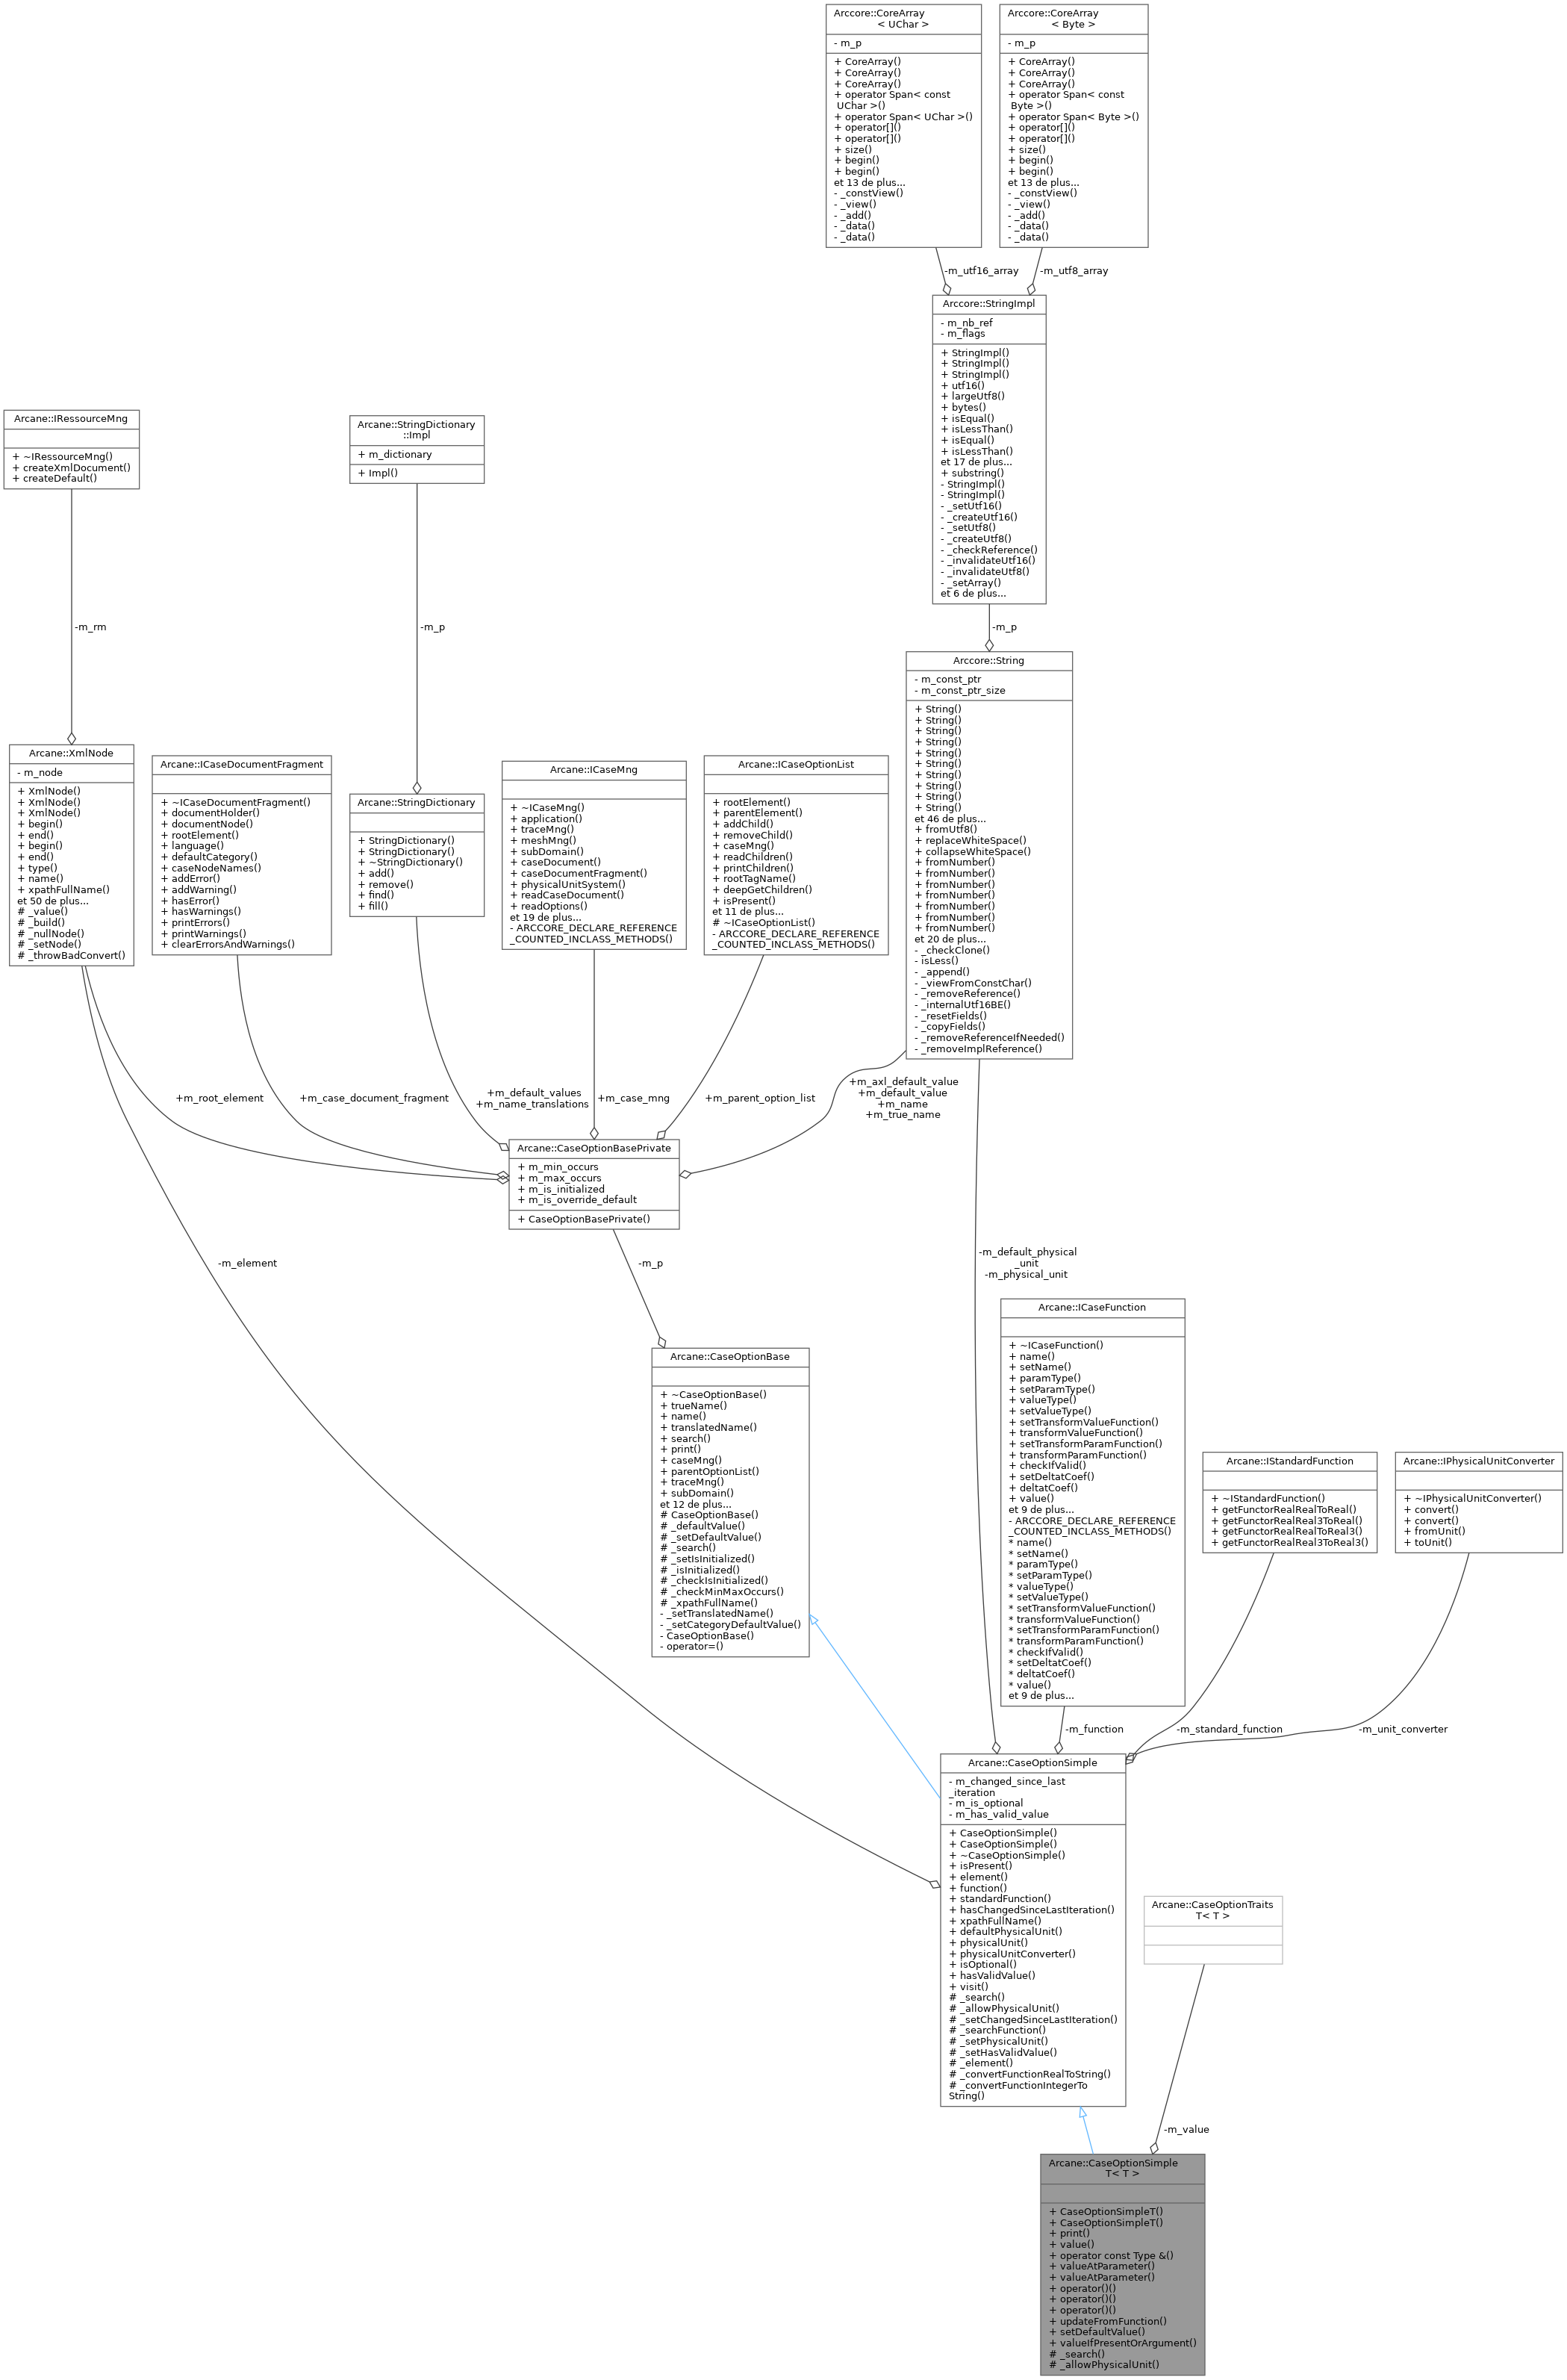 Arccore::CoreArray
< UChar >
- m_p
+ CoreArray()
+ CoreArray()
+ CoreArray()
+ operator Span< const
UChar >()
+ operator Span< UChar >()
+ operator[]()
+ operator[]()
+ size()
+ begin()
+ begin()
et 13 de plus...
- _constView()
- _view()
- _add()
- _data()
- _data()
Arccore::CoreArray
< Byte >
- m_p
+ CoreArray()
+ CoreArray()
+ CoreArray()
+ operator Span< const
Byte >()
+ operator Span< Byte >()
+ operator[]()
+ operator[]()
+ size()
+ begin()
+ begin()
et 13 de plus...
- _constView()
- _view()
- _add()
- _data()
- _data()
-m_utf16_array
-m_utf8_array
Arccore::StringImpl
- m_nb_ref
- m_flags
+ StringImpl()
+ StringImpl()
+ StringImpl()
+ utf16()
+ largeUtf8()
+ bytes()
+ isEqual()
+ isLessThan()
+ isEqual()
+ isLessThan()
et 17 de plus...
+ substring()
- StringImpl()
- StringImpl()
- _setUtf16()
- _createUtf16()
- _setUtf8()
- _createUtf8()
- _checkReference()
- _invalidateUtf16()
- _invalidateUtf8()
- _setArray()
et 6 de plus...
Arcane::IRessourceMng
+ ~IRessourceMng()
+ createXmlDocument()
+ createDefault()
Arcane::StringDictionary
::Impl
+ m_dictionary
+ Impl()
-m_rm
-m_p
-m_p
Arccore::String
- m_const_ptr
- m_const_ptr_size
+ String()
+ String()
+ String()
+ String()
+ String()
+ String()
+ String()
+ String()
+ String()
+ String()
et 46 de plus...
+ fromUtf8()
+ replaceWhiteSpace()
+ collapseWhiteSpace()
+ fromNumber()
+ fromNumber()
+ fromNumber()
+ fromNumber()
+ fromNumber()
+ fromNumber()
+ fromNumber()
et 20 de plus...
- _checkClone()
- isLess()
- _append()
- _viewFromConstChar()
- _removeReference()
- _internalUtf16BE()
- _resetFields()
- _copyFields()
- _removeReferenceIfNeeded()
- _removeImplReference()
Arcane::XmlNode
- m_node
+ XmlNode()
+ XmlNode()
+ XmlNode()
+ begin()
+ end()
+ begin()
+ end()
+ type()
+ name()
+ xpathFullName()
et 50 de plus...
# _value()
# _build()
# _nullNode()
# _setNode()
# _throwBadConvert()
Arcane::ICaseDocumentFragment
+ ~ICaseDocumentFragment()
+ documentHolder()
+ documentNode()
+ rootElement()
+ language()
+ defaultCategory()
+ caseNodeNames()
+ addError()
+ addWarning()
+ hasError()
+ hasWarnings()
+ printErrors()
+ printWarnings()
+ clearErrorsAndWarnings()
Arcane::StringDictionary
+ StringDictionary()
+ StringDictionary()
+ ~StringDictionary()
+ add()
+ remove()
+ find()
+ fill()
Arcane::ICaseMng
+ ~ICaseMng()
+ application()
+ traceMng()
+ meshMng()
+ subDomain()
+ caseDocument()
+ caseDocumentFragment()
+ physicalUnitSystem()
+ readCaseDocument()
+ readOptions()
et 19 de plus...
- ARCCORE_DECLARE_REFERENCE
_COUNTED_INCLASS_METHODS()
Arcane::ICaseOptionList
+ rootElement()
+ parentElement()
+ addChild()
+ removeChild()
+ caseMng()
+ readChildren()
+ printChildren()
+ rootTagName()
+ deepGetChildren()
+ isPresent()
et 11 de plus...
# ~ICaseOptionList()
- ARCCORE_DECLARE_REFERENCE
_COUNTED_INCLASS_METHODS()
+m_root_element
+m_case_document_fragment
+m_default_values
+m_name_translations
+m_case_mng
+m_parent_option_list
+m_axl_default_value
+m_default_value
+m_name
+m_true_name
Arcane::CaseOptionBasePrivate
+ m_min_occurs
+ m_max_occurs
+ m_is_initialized
+ m_is_override_default
+ CaseOptionBasePrivate()
-m_element
-m_p
-m_default_physical
_unit
-m_physical_unit
Arcane::CaseOptionBase
+ ~CaseOptionBase()
+ trueName()
+ name()
+ translatedName()
+ search()
+ print()
+ caseMng()
+ parentOptionList()
+ traceMng()
+ subDomain()
et 12 de plus...
# CaseOptionBase()
# _defaultValue()
# _setDefaultValue()
# _search()
# _setIsInitialized()
# _isInitialized()
# _checkIsInitialized()
# _checkMinMaxOccurs()
# _xpathFullName()
- _setTranslatedName()
- _setCategoryDefaultValue()
- CaseOptionBase()
- operator=()
Arcane::ICaseFunction
+ ~ICaseFunction()
+ name()
+ setName()
+ paramType()
+ setParamType()
+ valueType()
+ setValueType()
+ setTransformValueFunction()
+ transformValueFunction()
+ setTransformParamFunction()
+ transformParamFunction()
+ checkIfValid()
+ setDeltatCoef()
+ deltatCoef()
+ value()
et 9 de plus...
- ARCCORE_DECLARE_REFERENCE
_COUNTED_INCLASS_METHODS()
* name()
* setName()
* paramType()
* setParamType()
* valueType()
* setValueType()
* setTransformValueFunction()
* transformValueFunction()
* setTransformParamFunction()
* transformParamFunction()
* checkIfValid()
* setDeltatCoef()
* deltatCoef()
* value()
et 9 de plus...
Arcane::IStandardFunction
+ ~IStandardFunction()
+ getFunctorRealRealToReal()
+ getFunctorRealReal3ToReal()
+ getFunctorRealRealToReal3()
+ getFunctorRealReal3ToReal3()
Arcane::IPhysicalUnitConverter
+ ~IPhysicalUnitConverter()
+ convert()
+ convert()
+ fromUnit()
+ toUnit()
-m_function
-m_standard_function
-m_unit_converter
Arcane::CaseOptionSimple
- m_changed_since_last
_iteration
- m_is_optional
- m_has_valid_value
+ CaseOptionSimple()
+ CaseOptionSimple()
+ ~CaseOptionSimple()
+ isPresent()
+ element()
+ function()
+ standardFunction()
+ hasChangedSinceLastIteration()
+ xpathFullName()
+ defaultPhysicalUnit()
+ physicalUnit()
+ physicalUnitConverter()
+ isOptional()
+ hasValidValue()
+ visit()
# _search()
# _allowPhysicalUnit()
# _setChangedSinceLastIteration()
# _searchFunction()
# _setPhysicalUnit()
# _setHasValidValue()
# _element()
# _convertFunctionRealToString()
# _convertFunctionIntegerTo
String()
Arcane::CaseOptionTraits
T< T >
-m_value
Arcane::CaseOptionSimple
T< T >
+ CaseOptionSimpleT()
+ CaseOptionSimpleT()
+ print()
+ value()
+ operator const Type &()
+ valueAtParameter()
+ valueAtParameter()
+ operator()()
+ operator()()
+ operator()()
+ updateFromFunction()
+ setDefaultValue()
+ valueIfPresentOrArgument()
# _search()
# _allowPhysicalUnit()